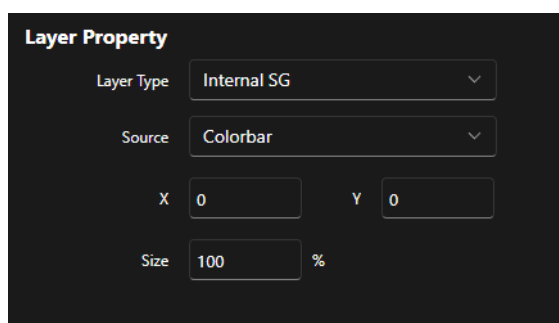 Layer Property
Layer Type Internal SG
Source Colorbar
X 0 Y 0
Size 100 %